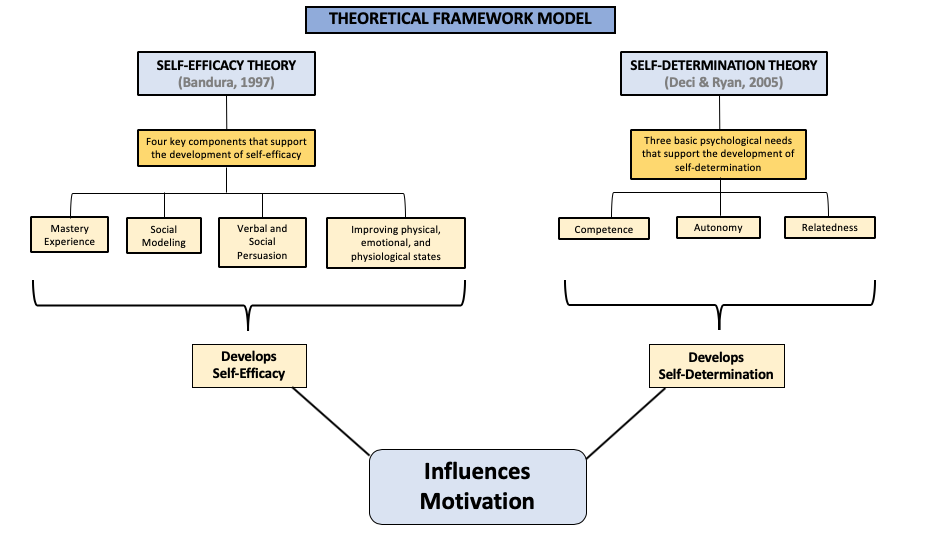 THEORETICAL FRAMEWORK MODEL
SELF-EFFICACY THEORY
(Bandura, 1997)
SELF-DETERMINATION THEORY
(Deci & Ryan, 2005)
Four key components that support
the development of self-efficacy
Three basic psychological needs
that support the development of
self-determination
Mastery
Experience
Social
Modeling
Verbal and
Social
Persuasion
Improving physical,
emotional, and
physiological states
Competence
Autonomy
Relatedness
Develops
Self-Efficacy
Develops
Self-Determination
Influences
Motivation